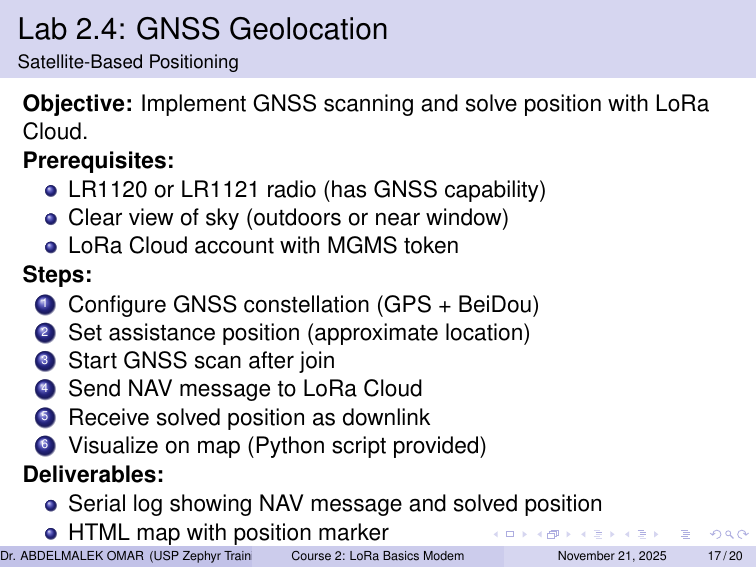 Lab 2.4: GNSS Geolocation
Satellite-Based Positioning
Objective: Implement GNSS scanning and solve position with LoRa
Cloud.
Prerequisites:
LR1120 or LR1121 radio (has GNSS capability)
Clear view of sky (outdoors or near window)
LoRa Cloud account with MGMS token
Steps:
1 Configure GNSS constellation (GPS + BeiDou)
2 Set assistance position (approximate location)
3 Start GNSS scan after join
4 Send NAV message to LoRa Cloud
5 Receive solved position as downlink
6 Visualize on map (Python script provided)
Deliverables:
Serial log showing NAV message and solved position
HTML map with position marker
Dr. ABDELMALEK OMAR (USP Zephyr Train Course 2: LoRa Basics Modem November 21, 2025 17 / 20